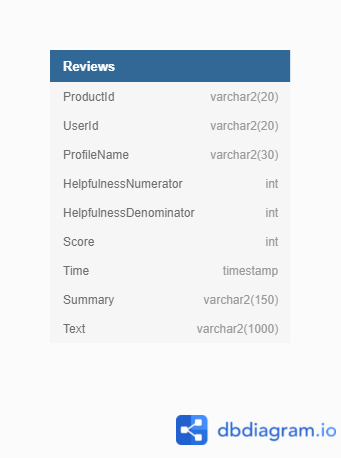 Reviews
ProductId varchar2(20)
UserId varchar2(20)
ProfileName varchar2(30)
HelpfulnessNumerator int
HelpfulnessDenominator int
Score int
Time timestamp
Summary varchar2(150)
Text varchar2(1000)
dbdiagram.io